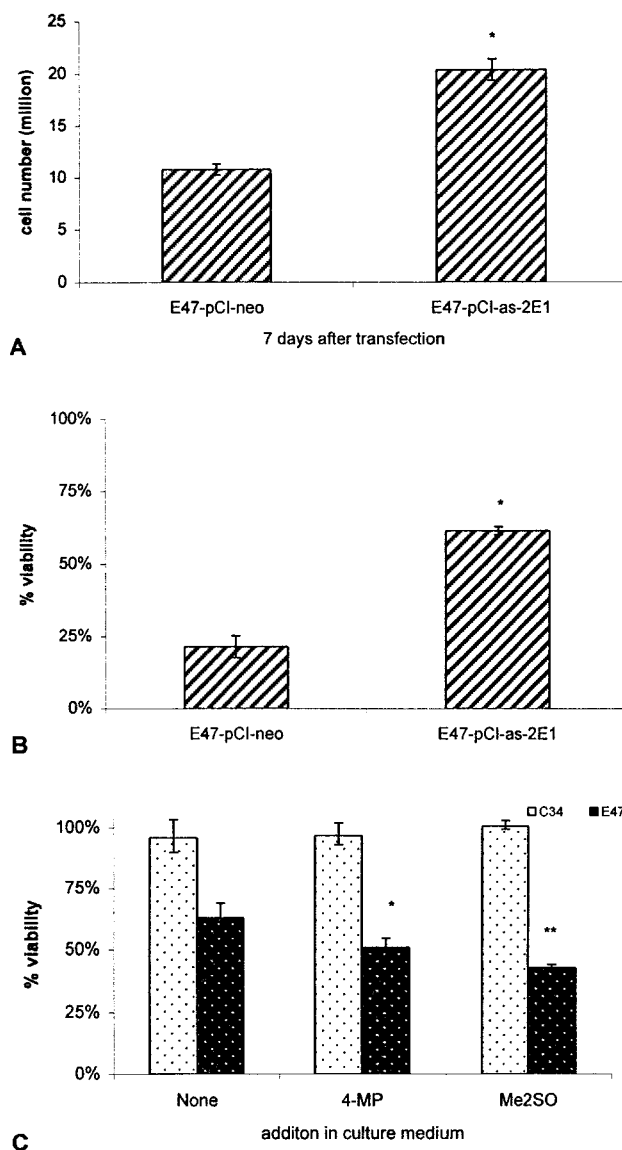 25
20
15
10
5
0
cell number (million)
*
E47-pCI-neo E47-pCI-as-2E1
7 days after transfection
A
100%
75%
50%
25%
0%
% viability
*
E47-pCI-neo E47-pCI-as-2E1
B
C34 E47
100%
75%
50%
25%
0%
% viability
* **
None 4-MP Me2SO
additon in culture medium
C